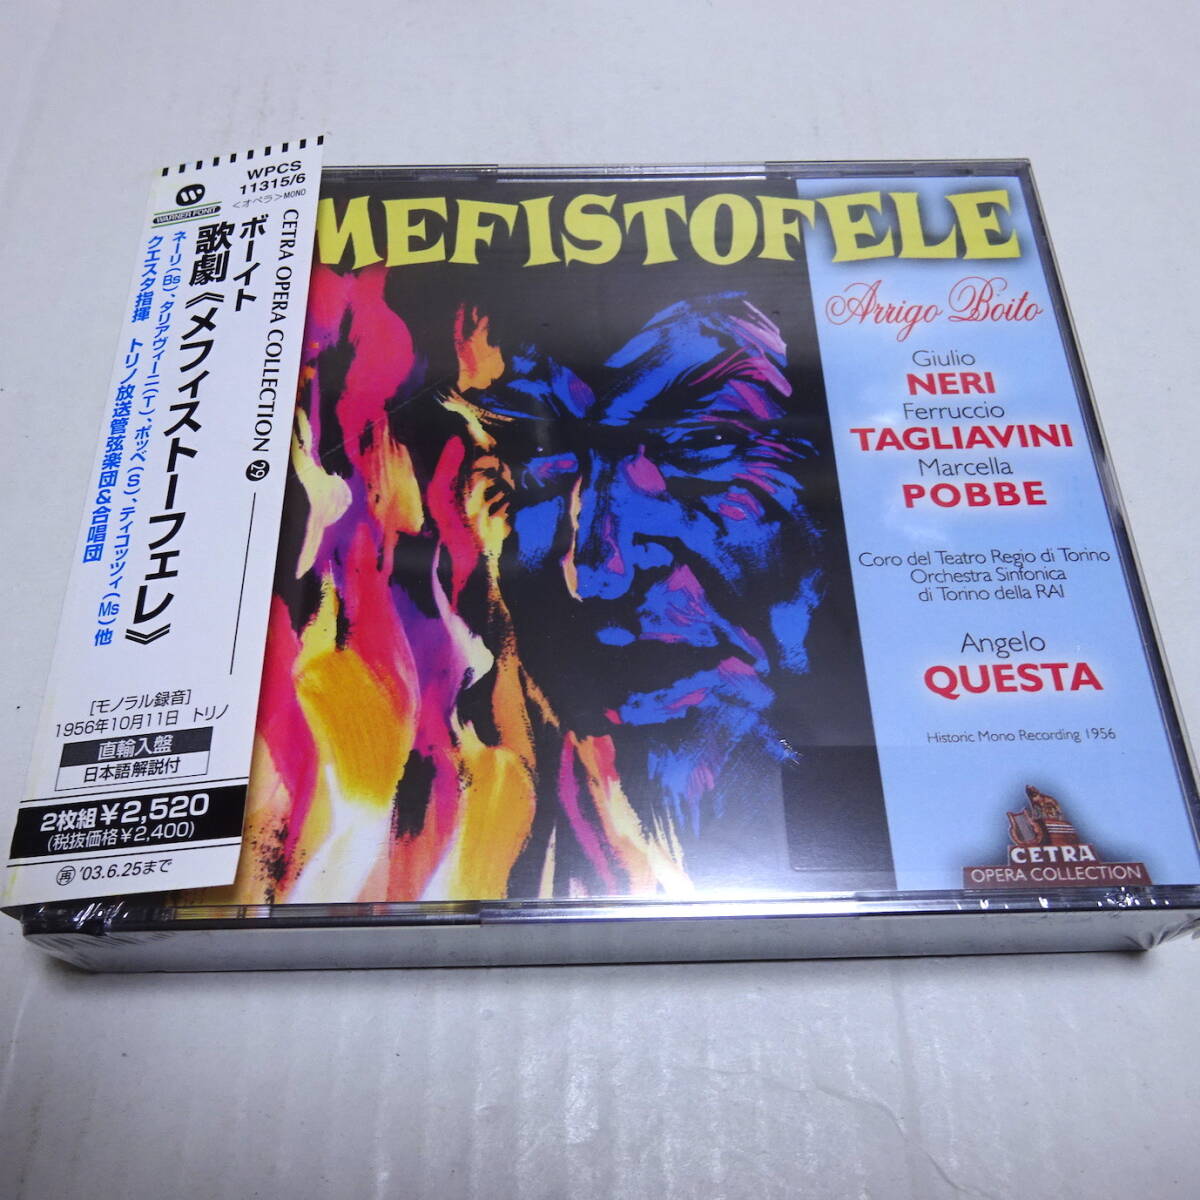 WPCS
11315/6
＜オペラ＞MONO
WARNER FONIT
CETRA OPERA COLLECTION 29
ボーイト
歌劇《メフィストーフェレ》
ネーリ(Bs)、タリアヴィーニ(T)、ポッベ(S)、ティコッツィ(Ms)他
クエスタ指揮 トリノ放送管弦楽団&合唱団
[モノラル録音]
1956年10月11日 トリノ
直輸入盤
日本語解説付
2枚組¥2,520
(税抜価格¥2,400)
再 '03.6.25まで
MEFISTOFELE
Arrigo Boito
Giulio
NERI
Ferruccio
TAGLIAVINI
Marcella
POBBE
Coro del Teatro Regio di Torino
Orchestra Sinfonica
di Torino della RAI
Angelo
QUESTA
Historic Mono Recording 1956
CETRA
OPERA COLLECTION